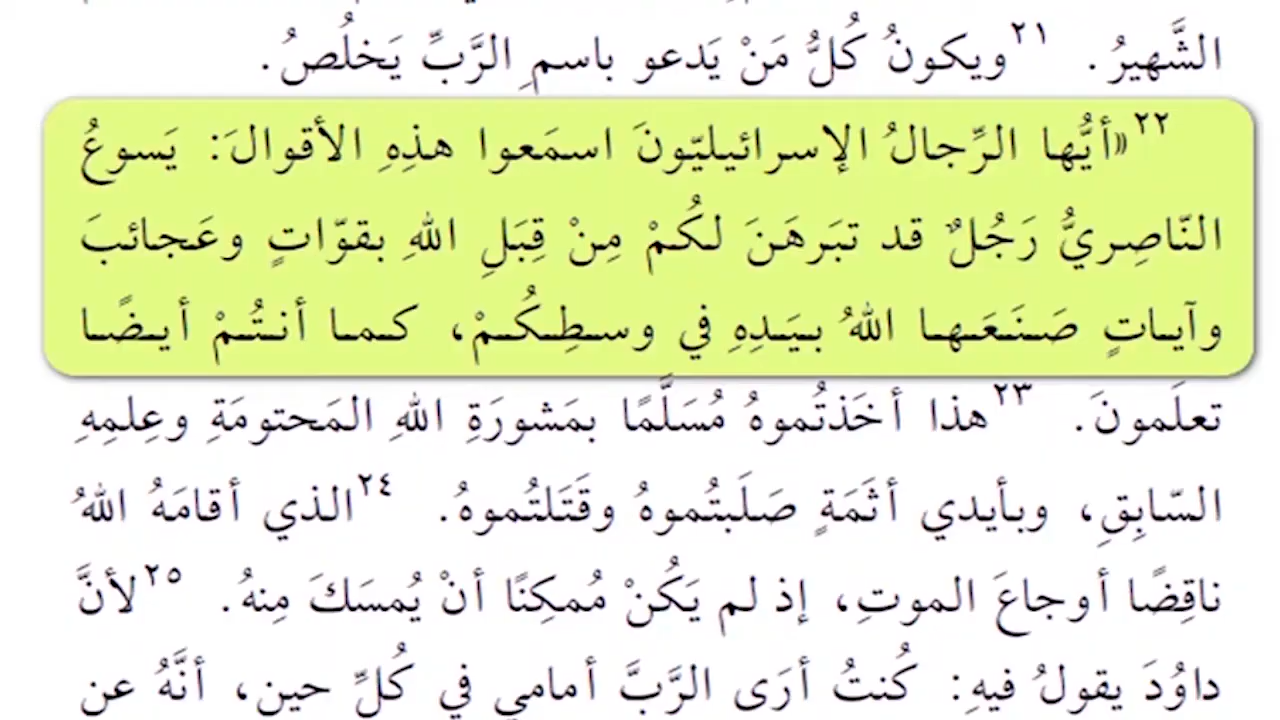 الشَّهيرُ. ٢١ويكونُ كُلُّ مَنْ يَدعو باسمِ الرَّبِّ يَخلُصُ.
٢٢«أيُّها الرِّجالُ الإسرائيليّونَ اسمَعوا هذِهِ الأقوالَ: يَسوعُ
النّاصِريُّ رَجُلٌ قد تبَرهَنَ لكُمْ مِنْ قِبَلِ اللهِ بقوّاتٍ وعَجائبَ
وآياتٍ صَنَعَها اللهُ بيَدِهِ في وسطِكُمْ، كما أنتُمْ أيضًا
تعلَمونَ. ٢٣هذا أخَذتُموهُ مُسَلَّمًا بمَشورَةِ اللهِ المَحتومَةِ وعِلمِهِ
السّابِقِ، وبأيدي أثَمَةٍ صَلَبتُموهُ وقَتَلتُموهُ. ٢٤الذي أقامَهُ اللهُ
ناقِضًا أوجاعَ الموتِ، إذ لم يَكُنْ مُمكِنًا أنْ يُمسَكَ مِنهُ. ٢٥لأنَّ
داوُدَ يقولُ فيهِ: كُنتُ أرَى الرَّبَّ أمامي في كُلِّ حينٍ، أنَّهُ عن